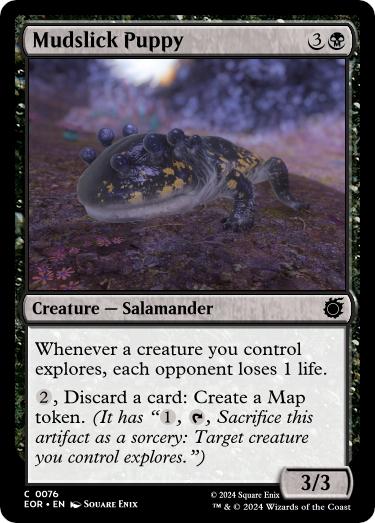 Mudslick Puppy 3
Creature — Salamander
Whenever a creature you control
explores, each opponent loses 1 life.
2, Discard a card: Create a Map
token. (It has “1, , Sacrifice this
artifact as a sorcery: Target creature
you control explores.”)
3/3
C 0076
EOR • EN Square Enix
© 2024 Square Enix
™ & © 2024 Wizards of the Coast